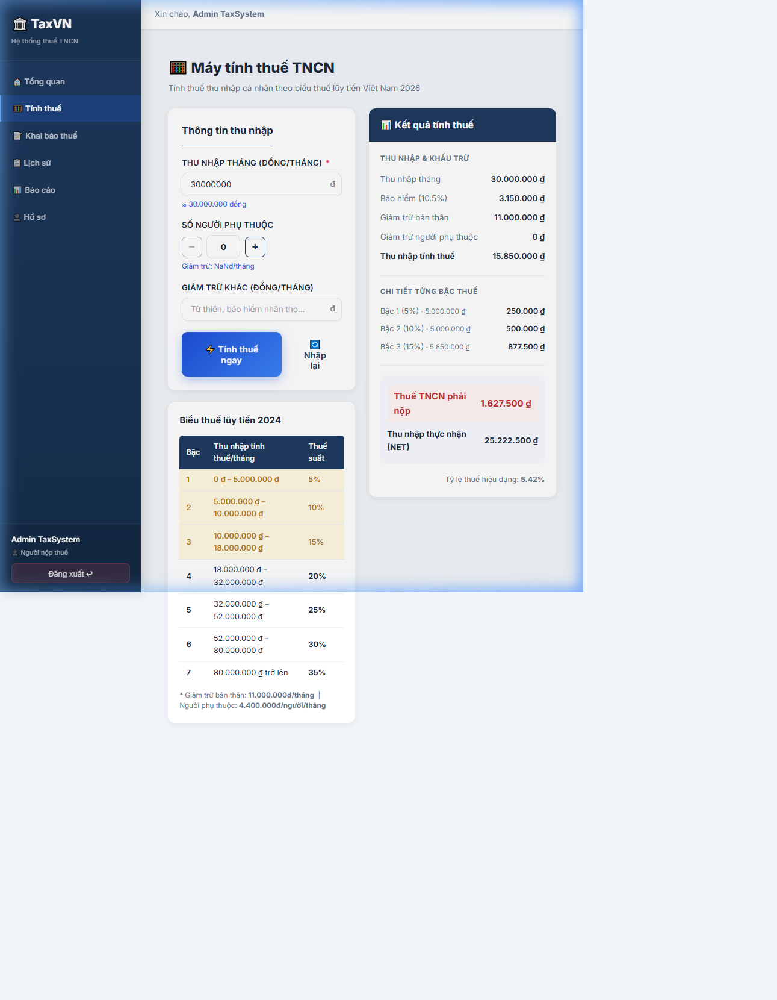 TaxVN
Hệ thống thuế TNCN
Tổng quan
Tính thuế
Khai báo thuế
Lịch sử
Báo cáo
Hồ sơ
Admin TaxSystem
Người nộp thuế
Đăng xuất ↩
Xin chào, Admin TaxSystem
Máy tính thuế TNCN
Tính thuế thu nhập cá nhân theo biểu thuế lũy tiến Việt Nam 2026
Thông tin thu nhập
THU NHẬP THÁNG (ĐỒNG/THÁNG) *
30000000 đ
≈ 30.000.000 đồng
SỐ NGƯỜI PHỤ THUỘC
− 0 +
Giảm trừ: NaNđ/tháng
GIẢM TRỪ KHÁC (ĐỒNG/THÁNG)
Từ thiện, bảo hiểm nhân thọ... đ
⚡ Tính thuế
ngay
🔄
Nhập
lại
Biểu thuế lũy tiến 2024
Bậc Thu nhập tính thuế/tháng Thuế suất
1 0 ₫ – 5.000.000 ₫ 5%
2 5.000.000 ₫ – 10.000.000 ₫ 10%
3 10.000.000 ₫ – 18.000.000 ₫ 15%
4 18.000.000 ₫ – 32.000.000 ₫ 20%
5 32.000.000 ₫ – 52.000.000 ₫ 25%
6 52.000.000 ₫ – 80.000.000 ₫ 30%
7 80.000.000 ₫ trở lên 35%
* Giảm trừ bản thân: 11.000.000đ/tháng |
Người phụ thuộc: 4.400.000đ/người/tháng
Kết quả tính thuế
THU NHẬP & KHẤU TRỪ
Thu nhập tháng 30.000.000 ₫
Bảo hiểm (10.5%) 3.150.000 ₫
Giảm trừ bản thân 11.000.000 ₫
Giảm trừ người phụ thuộc 0 ₫
Thu nhập tính thuế 15.850.000 ₫
CHI TIẾT TỪNG BẬC THUẾ
Bậc 1 (5%) · 5.000.000 ₫ 250.000 ₫
Bậc 2 (10%) · 5.000.000 ₫ 500.000 ₫
Bậc 3 (15%) · 5.850.000 ₫ 877.500 ₫
Thuế TNCN phải nộp 1.627.500 ₫
Thu nhập thực nhận (NET) 25.222.500 ₫
Tỷ lệ thuế hiệu dụng: 5.42%